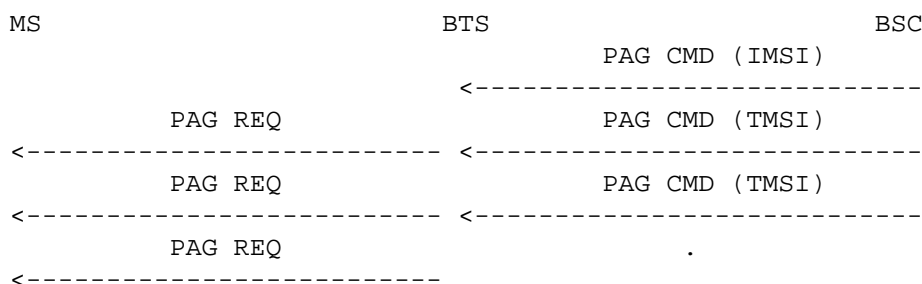 MS BTS BSC
PAG CMD (IMSI)
<----------------------------
PAG REQ PAG CMD (TMSI)
<-------------------------- <----------------------------
PAG REQ PAG CMD (TMSI)
<-------------------------- <----------------------------
PAG REQ .
<--------------------------